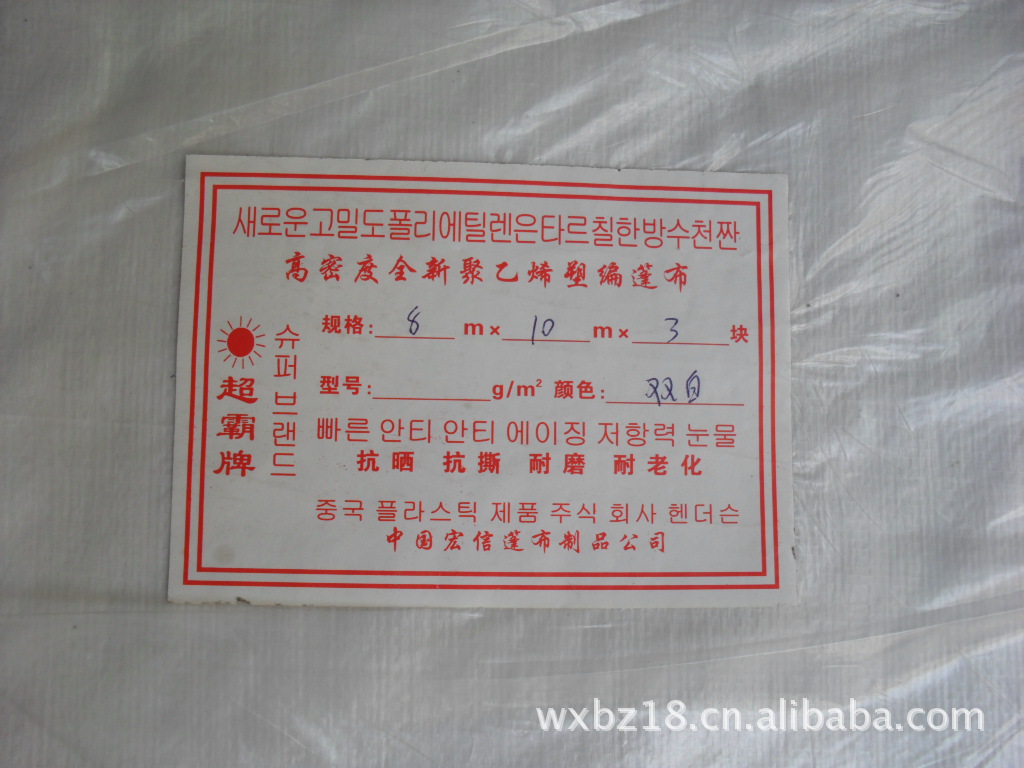 새로운고밀도폴리에틸렌은타르칠한방수천짠
高密度全新聚乙烯塑编蓬布
规格: 8 m × 10 m × 3 块
型号: g/m² 颜色: 双白
슈퍼 브랜드
超霸牌
빠른 안티 안티 에이징 저항력 눈물
抗晒 抗撕 耐磨 耐老化
중국 플라스틱 제품 주식 회사 헨더슨
中国宏信蓬布制品公司
wxbz18.cn.alibaba.com